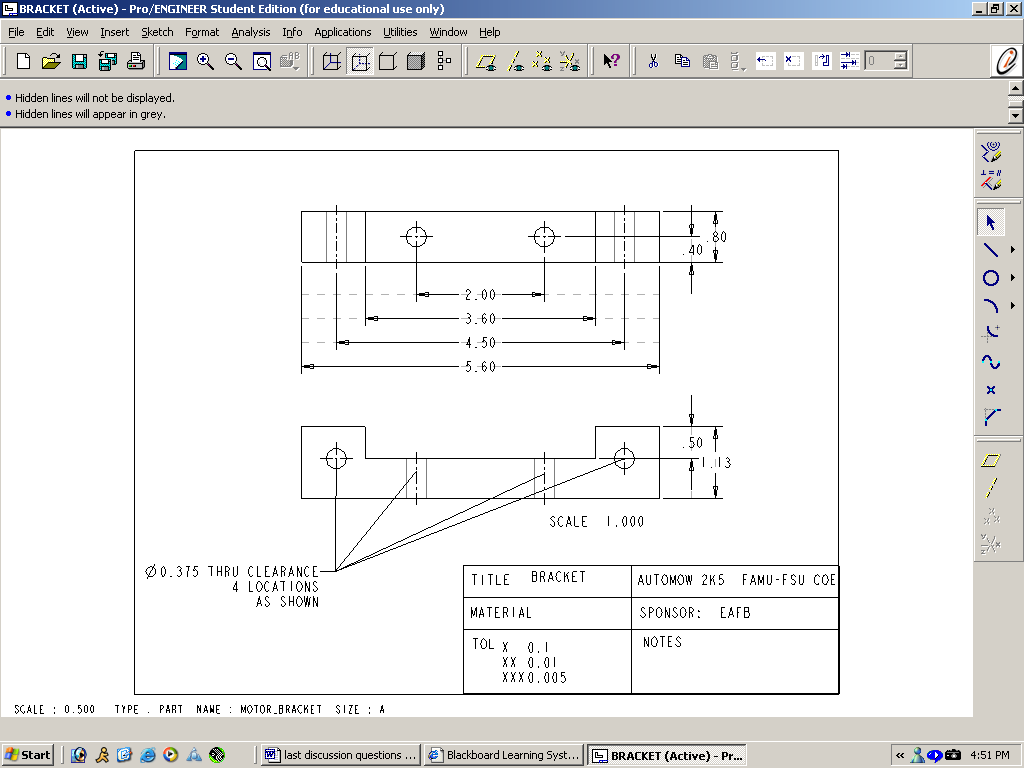 BRACKET (Active) - Pro/ENGINEER Student Edition (for educational use only)
File Edit View Insert Sketch Format Analysis Info Applications Utilities Window Help
0
Hidden lines will not be displayed.
Hidden lines will appear in grey.
.80
.40
2.00
3.60
4.50
5.60
.50
1.13
SCALE 1.000
Ø0.375 THRU CLEARANCE
4 LOCATIONS
AS SHOWN
TITLE BRACKET
AUTOMOW 2K5 FAMU-FSU COE
MATERIAL
SPONSOR: EAFB
TOL X 0.1
XX 0.01
XXX0.005
NOTES
SCALE : 0.500 TYPE . PART NAME : MOTOR_BRACKET SIZE : A
Start
last discussion questions ...
Blackboard Learning Syst...
BRACKET (Active) - Pr...
« 4:51 PM